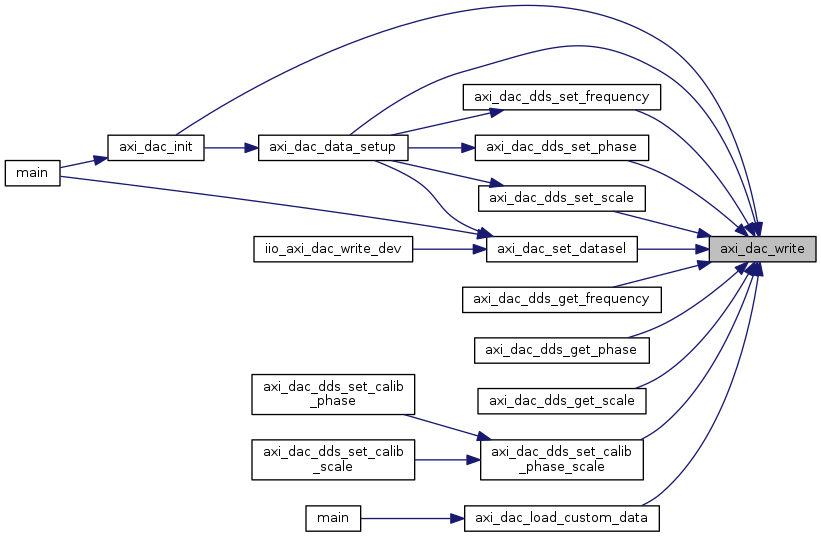 axi_dac_dds_set_frequency
axi_dac_init
axi_dac_data_setup
axi_dac_dds_set_phase
main
axi_dac_dds_set_scale
iio_axi_dac_write_dev
axi_dac_set_datasel
axi_dac_write
axi_dac_dds_get_frequency
axi_dac_dds_get_phase
axi_dac_dds_set_calib
_phase
axi_dac_dds_get_scale
axi_dac_dds_set_calib
_scale
axi_dac_dds_set_calib
_phase_scale
main
axi_dac_load_custom_data